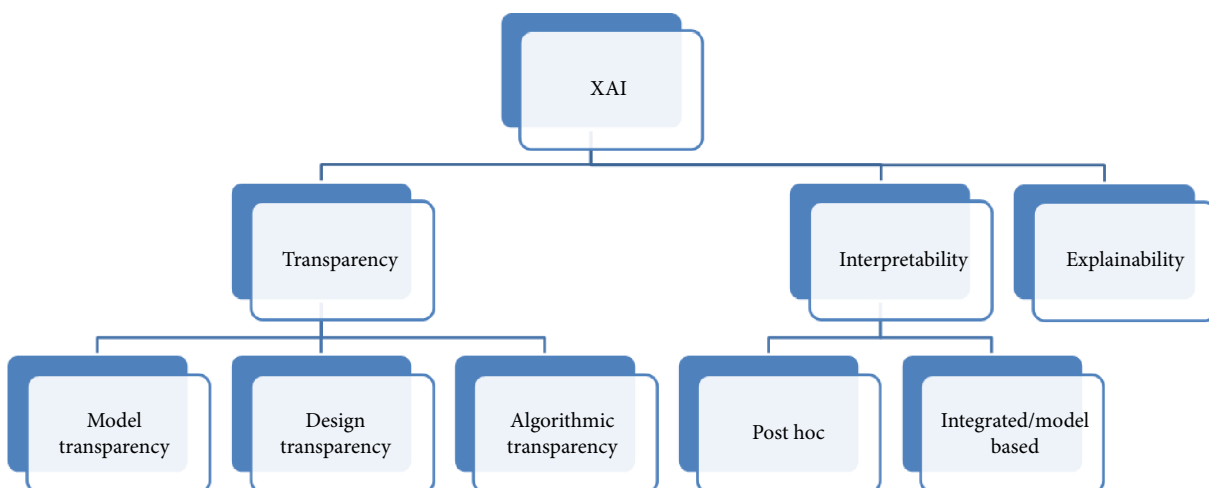 XAI
Transparency
Interpretability
Explainability
Model
transparency
Design
transparency
Algorithmic
transparency
Post hoc
Integrated/model
based